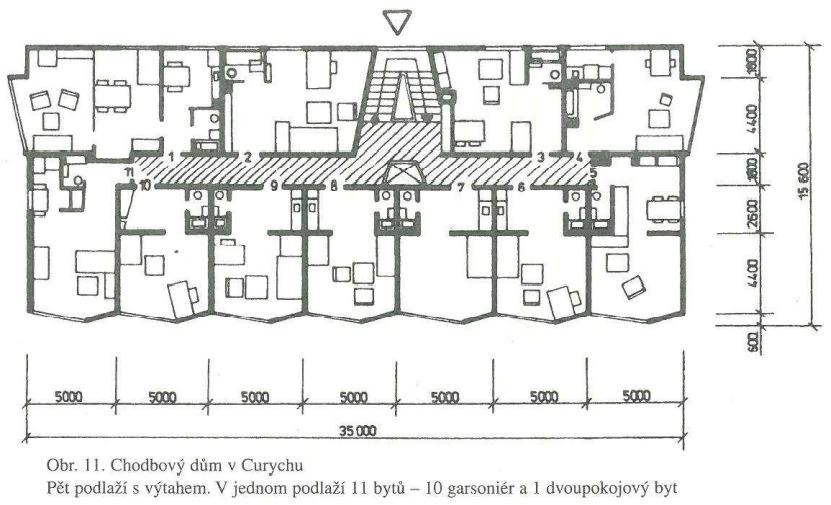 1800
4400
1800
2600
4400
600
15 600
1 2 3 4
11 5
10 9 8 7 6
5000 5000 5000 5000 5000 5000 5000
35 000
Obr. 11. Chodbový dům v Curychu
Pět podlaží s výtahem. V jednom podlaží 11 bytů – 10 garsoniér a 1 dvoupokojový byt